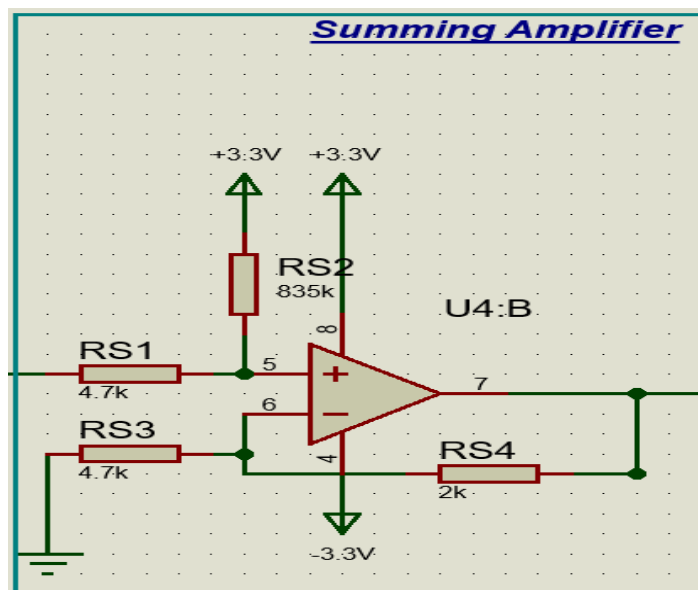 Summing Amplifier
+3.3V +3.3V
RS2
835k
U4:B
8
RS1
4.7k
5
+
7
6
−
RS3
4.7k
4
RS4
2k
-3.3V